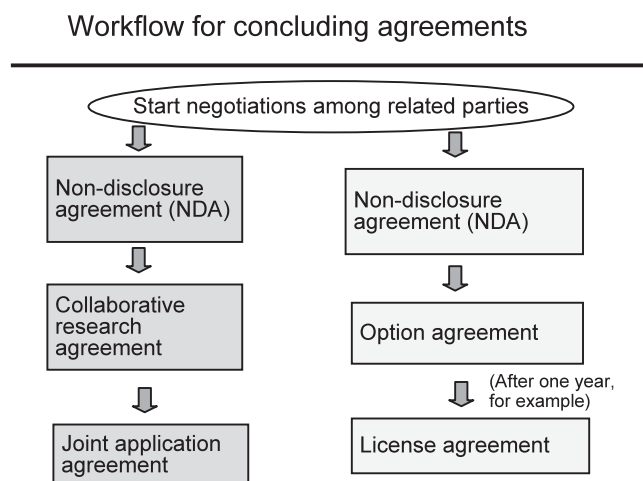 Workflow for concluding agreements
Start negotiations among related parties
Non-disclosure
agreement (NDA)
Collaborative
research
agreement
Joint application
agreement
Non-disclosure
agreement (NDA)
Option agreement
(After one year,
for example)
License agreement